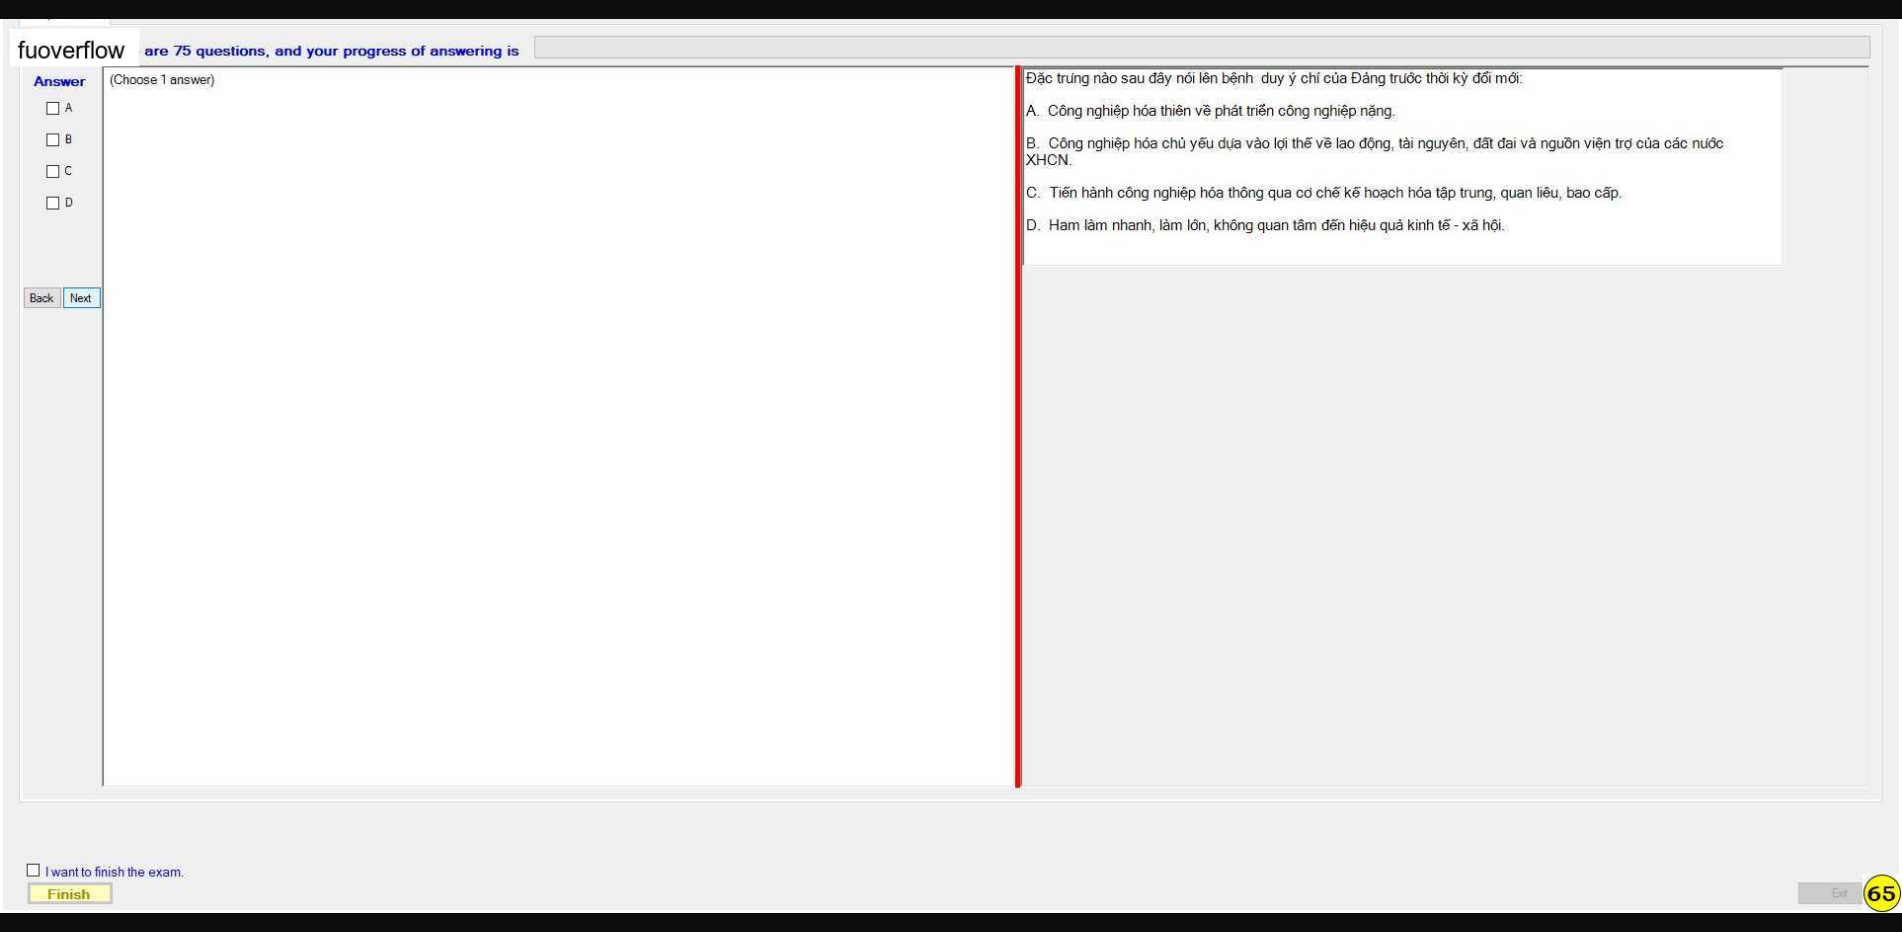 fuoverflow are 75 questions, and your progress of answering is
Answer
A
B
C
D
Back Next
(Choose 1 answer)
Đặc trưng nào sau đây nói lên bệnh duy ý chí của Đảng trước thời kỳ đổi mới:
A. Công nghiệp hóa thiên về phát triển công nghiệp nặng.
B. Công nghiệp hóa chủ yếu dựa vào lợi thế về lao động, tài nguyên, đất đai và nguồn viện trợ của các nước
XHCN.
C. Tiến hành công nghiệp hóa thông qua cơ chế kế hoạch hóa tập trung, quan liêu, bao cấp.
D. Ham làm nhanh, làm lớn, không quan tâm đến hiệu quả kinh tế - xã hội.
I want to finish the exam.
Finish
Exit
65